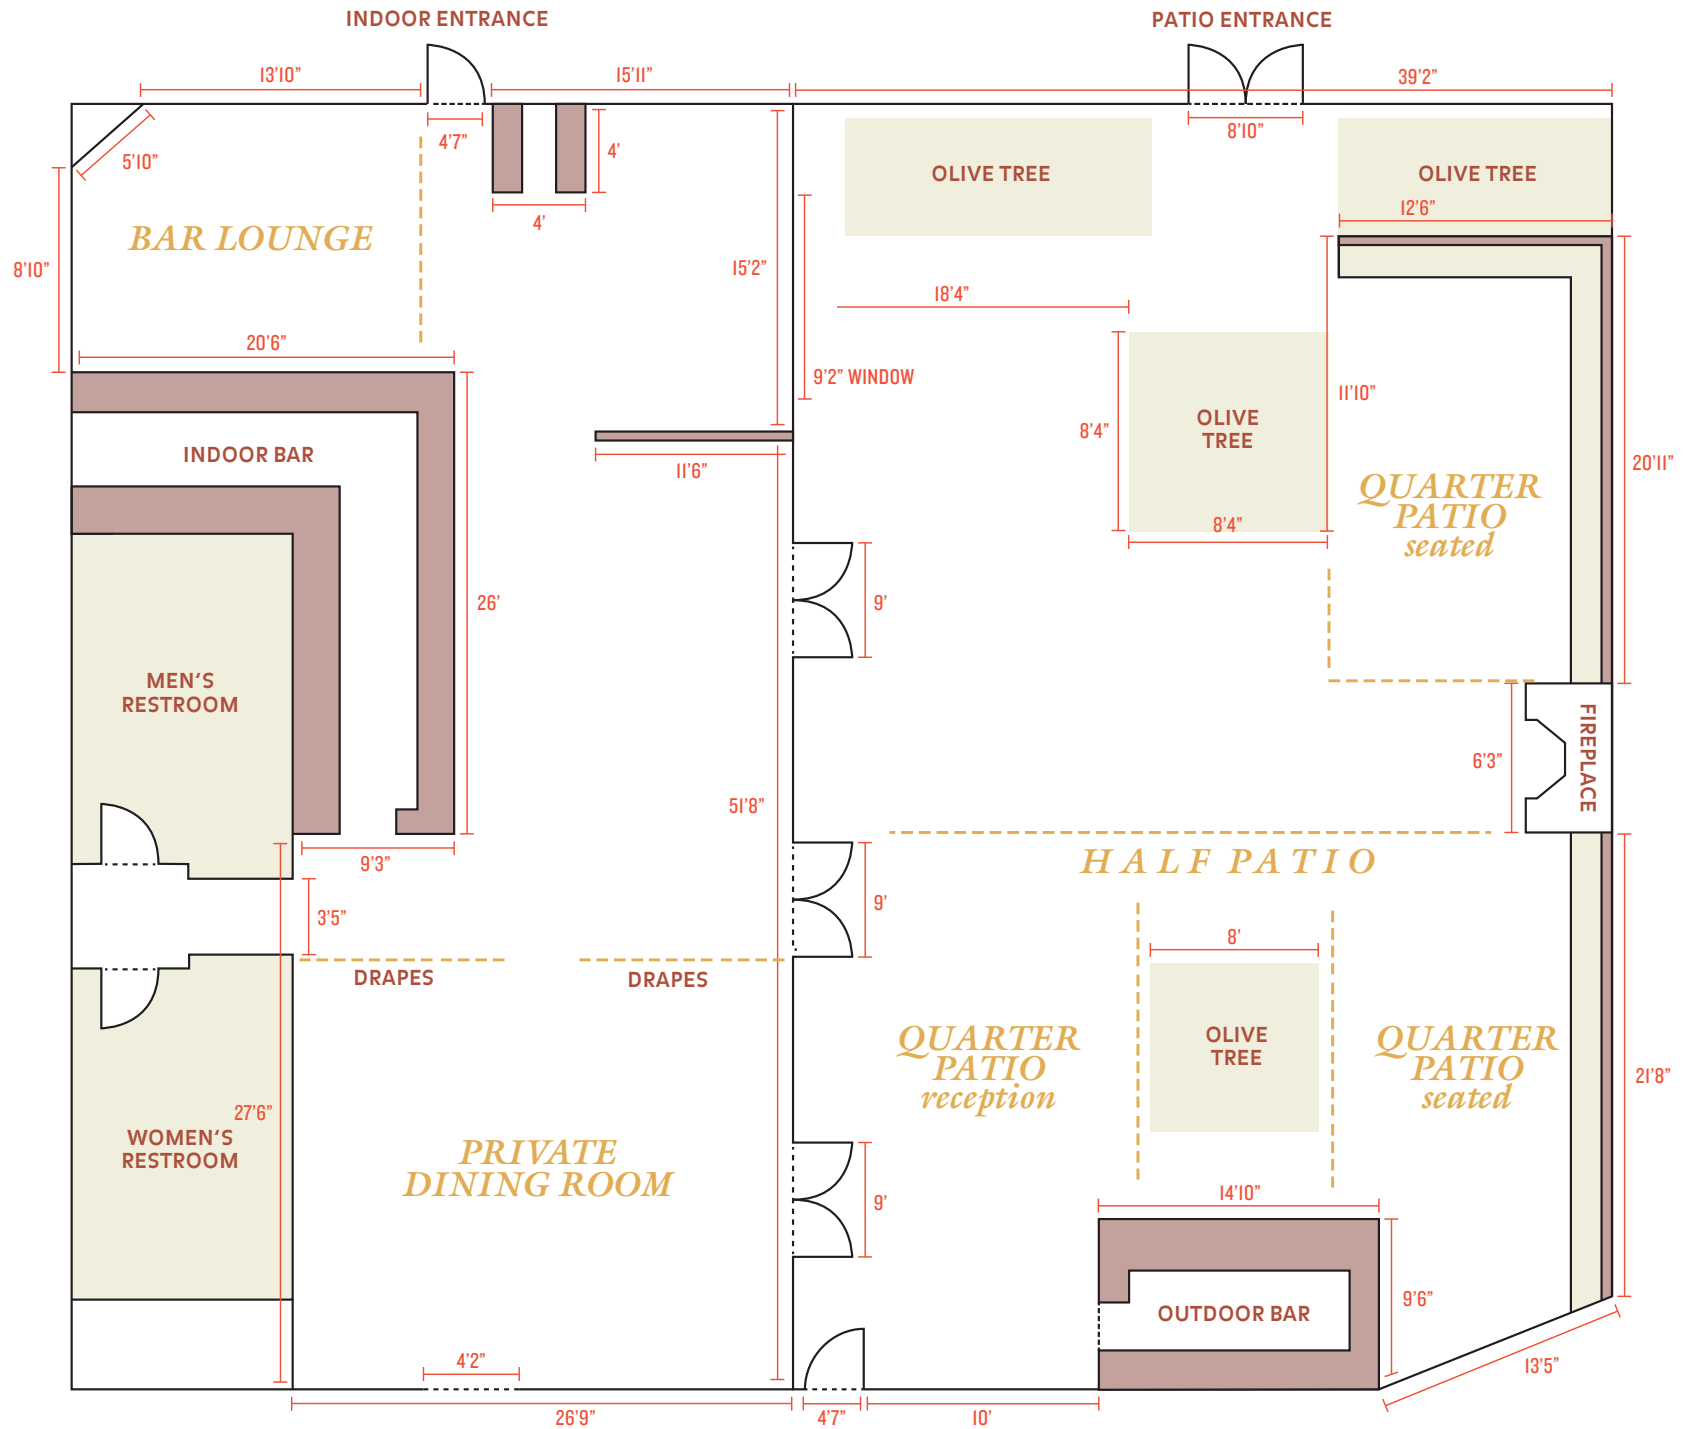 INDOOR ENTRANCE
PATIO ENTRANCE
13'10"
15'11"
39'2"
4'7"
8'10"
5'10"
4'
4'
OLIVE TREE
OLIVE TREE
12'6"
BAR LOUNGE
8'10"
15'2"
18'4"
20'6"
9'2" WINDOW
11'10"
INDOOR BAR
11'6"
8'4"
OLIVE
TREE
20'11"
QUARTER
PATIO
seated
8'4"
26'
9'
MEN'S
RESTROOM
FIREPLACE
6'3"
51'8"
9'3"
HALF PATIO
3'5"
9'
DRAPES
DRAPES
8'
QUARTER
PATIO
reception
OLIVE
TREE
QUARTER
PATIO
seated
21'8"
27'6"
WOMEN'S
RESTROOM
PRIVATE
DINING ROOM
9'
14'10"
OUTDOOR BAR
9'6"
4'2"
13'5"
26'9"
4'7"
10'